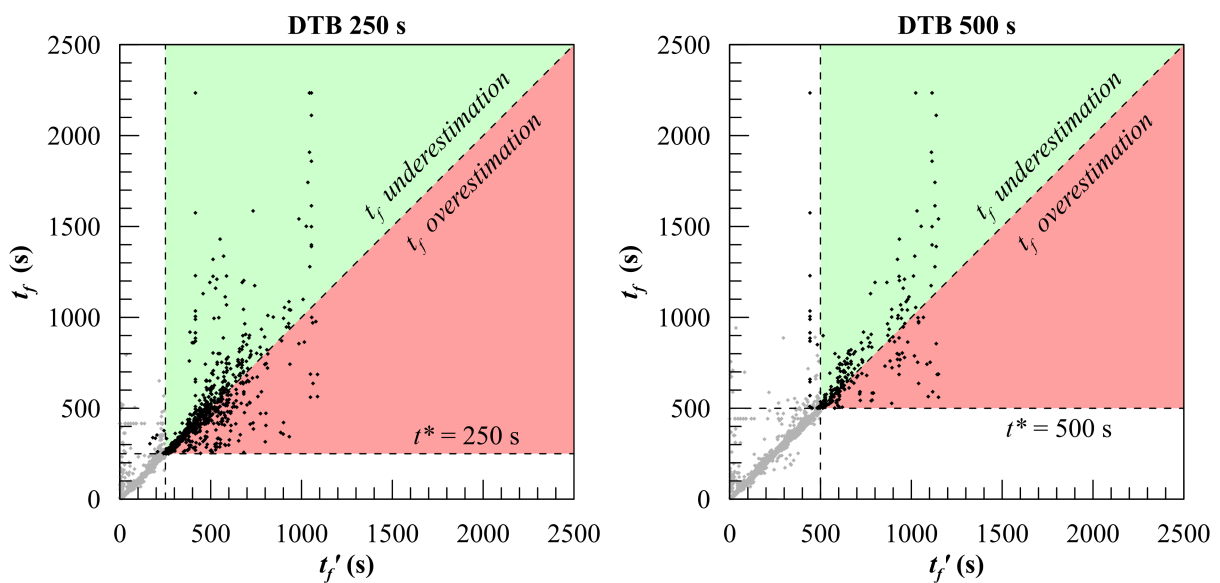 DTB 250 s
2500
2000
1500
1000
500
0
t_f (s)
t_f underestimation
t_f overestimation
t* = 250 s
0 500 1000 1500 2000 2500
t_f' (s)
DTB 500 s
2500
2000
1500
1000
500
0
t_f (s)
t_f underestimation
t_f overestimation
t* = 500 s
0 500 1000 1500 2000 2500
t_f' (s)